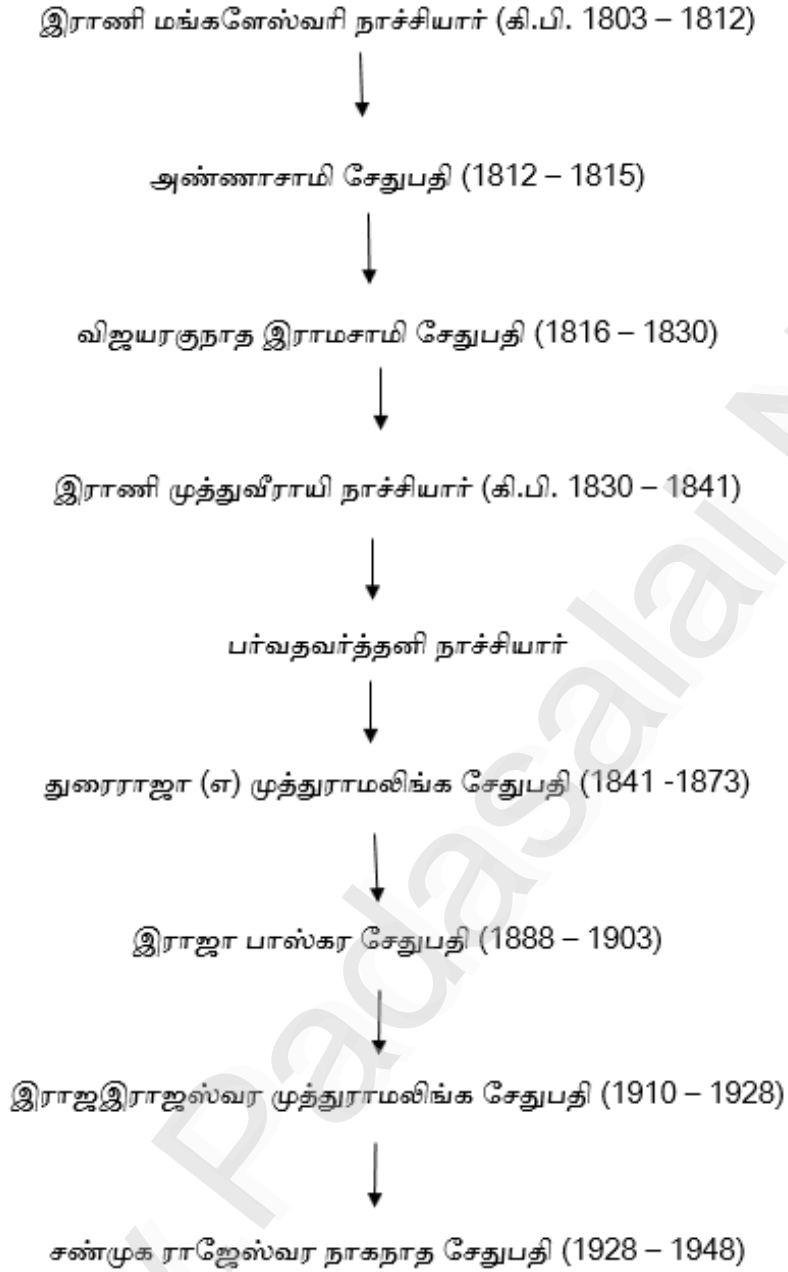 இராணி மங்களேஸ்வரி நாச்சியார் (கி.பி. 1803 – 1812)
அண்ணாசாமி சேதுபதி (1812 – 1815)
விஜயரகுநாத இராமசாமி சேதுபதி (1816 – 1830)
இராணி முத்துவீராயி நாச்சியார் (கி.பி. 1830 – 1841)
பர்வதவர்த்தனி நாச்சியார்
துரைராஜா (எ) முத்துராமலிங்க சேதுபதி (1841 -1873)
இராஜா பாஸ்கர சேதுபதி (1888 – 1903)
இராஜஇராஜஸ்வர முத்துராமலிங்க சேதுபதி (1910 – 1928)
சண்முக ராஜேஸ்வர நாகநாத சேதுபதி (1928 – 1948)
Padasalai